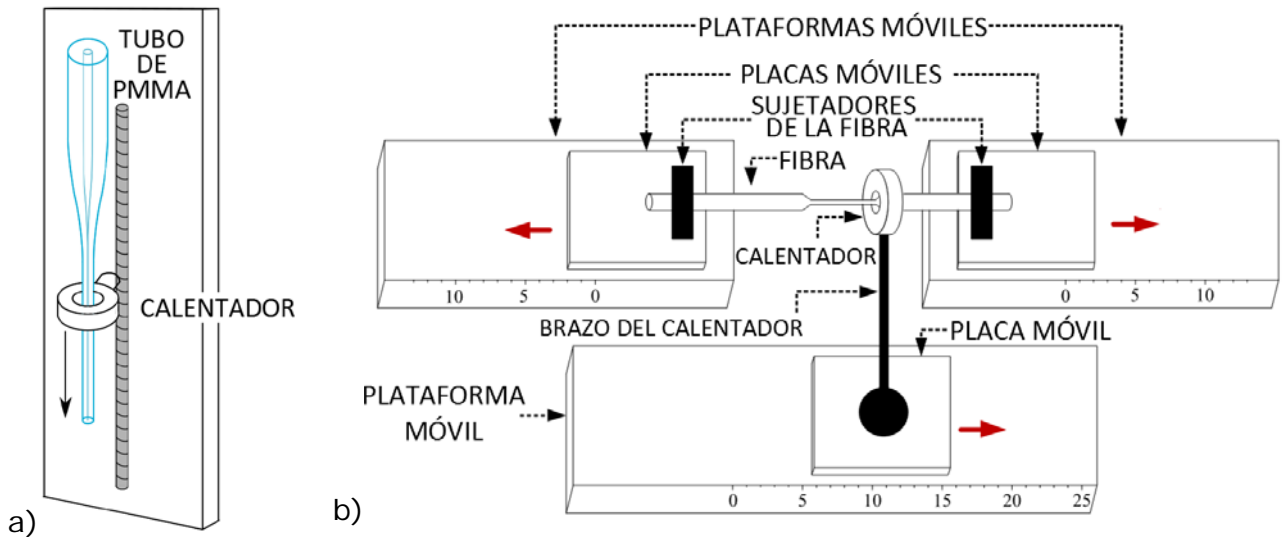 TUBO
DE
PMMA
CALENTADOR
a)
PLATAFORMAS MÓVILES
PLACAS MÓVILES
SUJETADORES
DE LA FIBRA
FIBRA
CALENTADOR
10 5 0
0 5 10
BRAZO DEL CALENTADOR
PLACA MÓVIL
PLATAFORMA
MÓVIL
0 5 10 15 20 25
b)